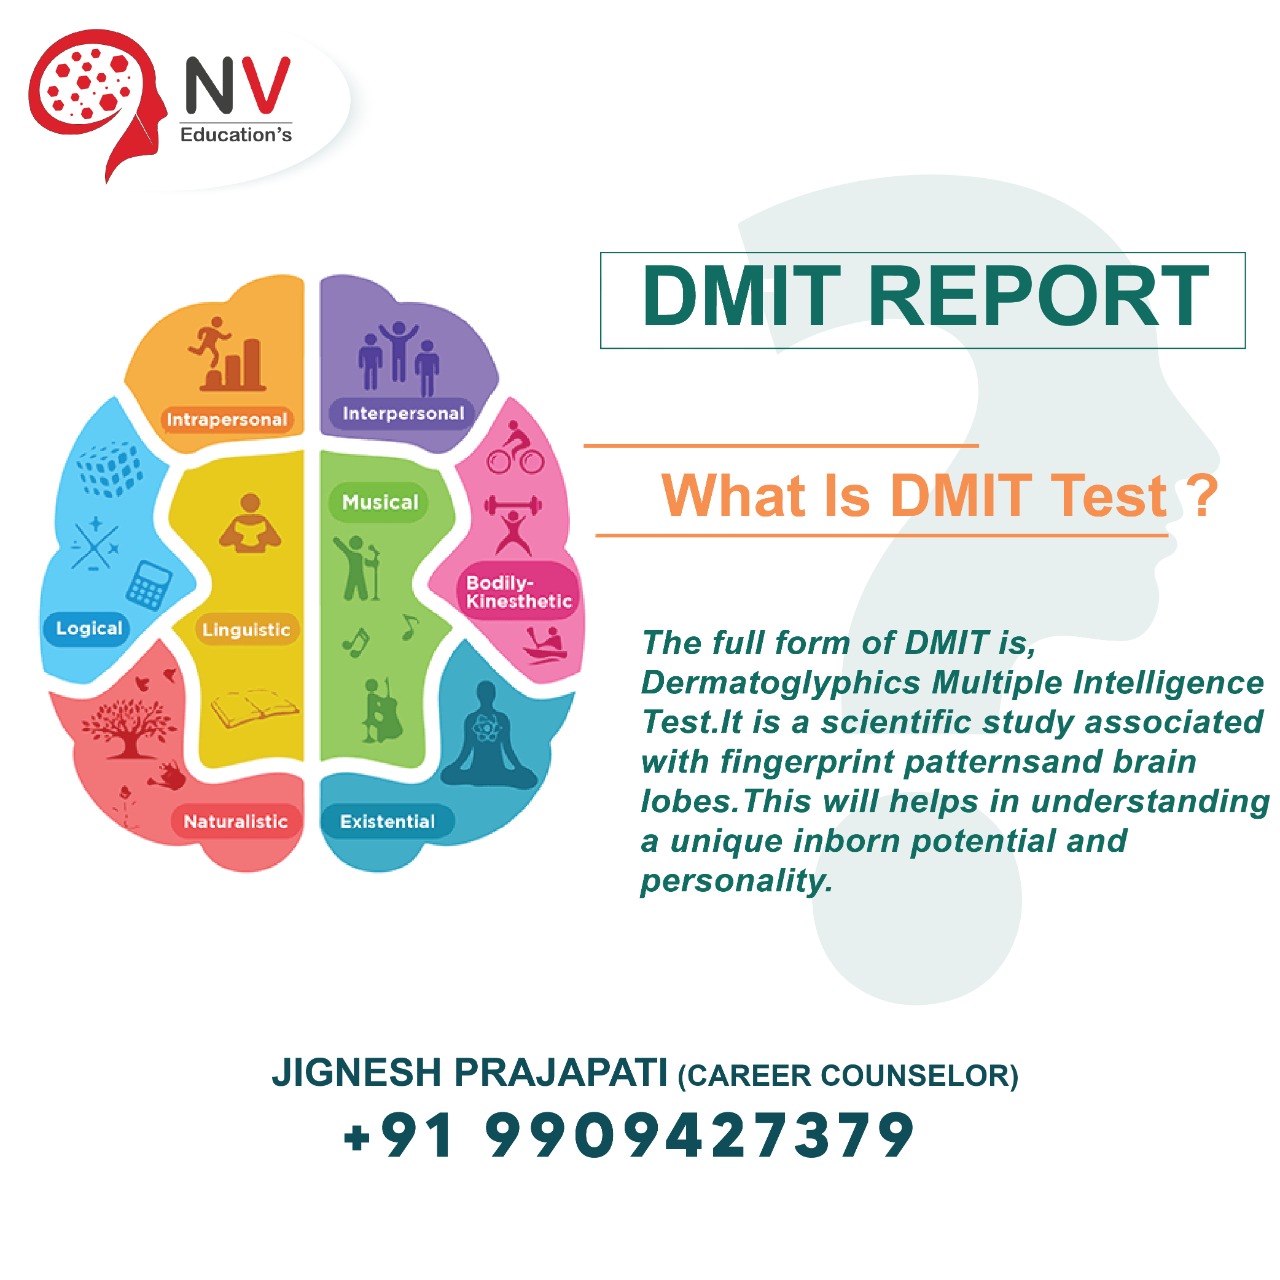 NV
Education's
DMIT REPORT
What Is DMIT Test ?
The full form of DMIT is,
Dermatoglyphics Multiple Intelligence
Test.It is a scientific study associated
with fingerprint patternsand brain
lobes.This will helps in understanding
a unique inborn potential and
personality.
Intrapersonal
Interpersonal
Musical
Bodily-
Kinesthetic
Logical
Linguistic
Naturalistic
Existential
JIGNESH PRAJAPATI (CAREER COUNSELOR)
+91 9909427379